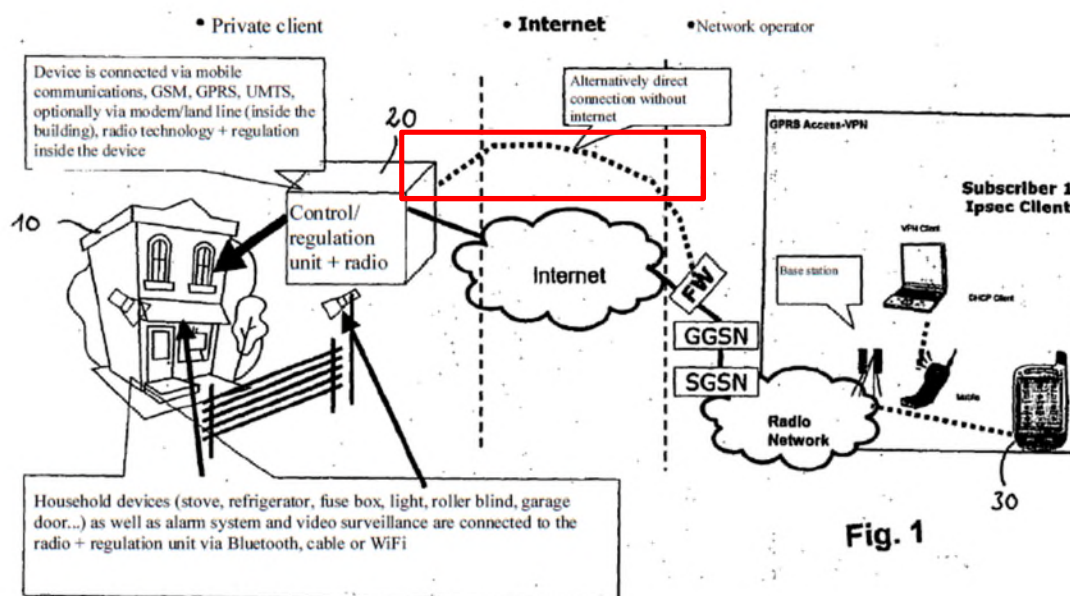 • Private client
• Internet
• Network operator
Device is connected via mobile
communications, GSM, GPRS, UMTS,
optionally via modem/land line (inside the
building), radio technology + regulation
inside the device
20
Alternatively direct
connection without
internet
GPRS Access-VPN
Subscriber 1
Ipsec Client
VPN Client
10
Control/
regulation
unit + radio
Internet
FW
Base station
DHCP Client
GGSN
SGSN
Mobile
Radio
Network
30
Household devices (stove, refrigerator, fuse box, light, roller blind, garage
door...) as well as alarm system and video surveillance are connected to the
radio + regulation unit via Bluetooth, cable or WiFi
Fig. 1